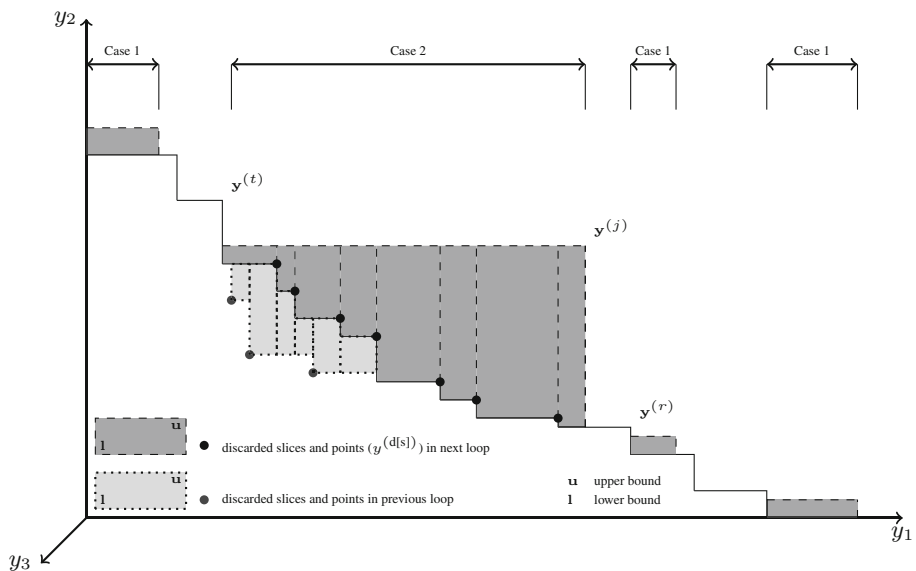 y₂
Case 1
Case 2
Case 1
Case 1
y⁽ᵗ⁾
y⁽ʲ⁾
y⁽ʳ⁾
u
l
discarded slices and points (y^(d[s])) in next loop
u
l
discarded slices and points in previous loop
u upper bound
l lower bound
y₁
y₃